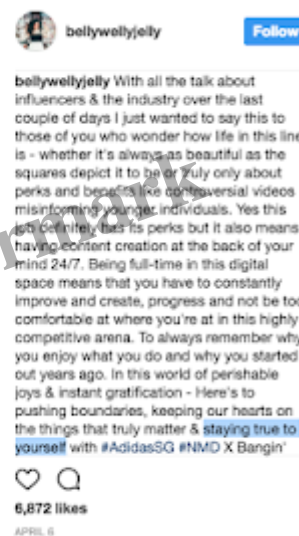 bellywellyjelly
Follow
bellywellyjelly With all the talk about
influencers & the industry over the last
couple of days I just wanted to say this to
those of you who wonder how life in this line
is - whether it's always as beautiful as the
squares depict it to be or truly only about
perks and benefits like controversial videos
misinforming younger individuals. Yes this
job definitely has its perks but it also means
having content creation at the back of your
mind 24/7. Being full-time in this digital
space means that you have to constantly
improve and create, progress and not be too
comfortable at where you're at in this highly
competitive arena. To always remember why
you enjoy what you do and why you started
out years ago. In this world of perishable
joys & instant gratification - Here's to
pushing boundaries, keeping our hearts on
the things that truly matter & staying true to
yourself with #AdidasSG #NMD X Bangin'
6,872 likes
APRIL 6